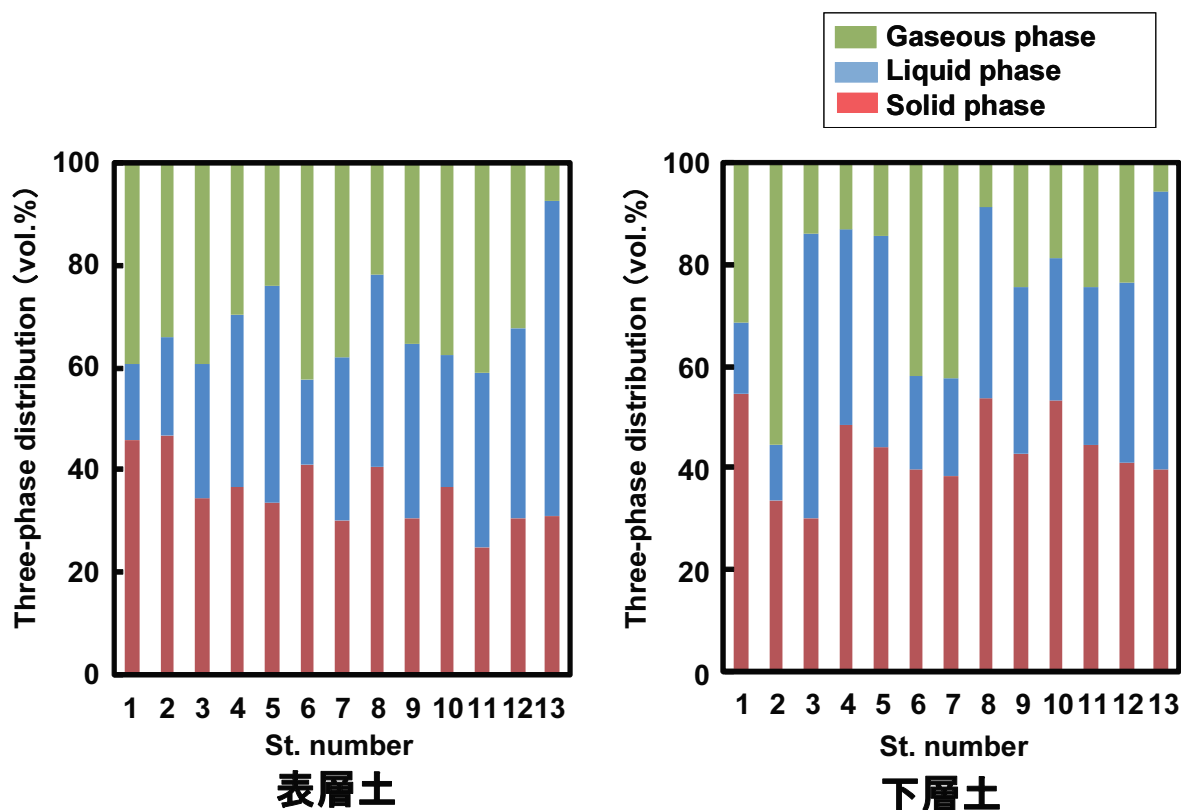 Gaseous phase
Liquid phase
Solid phase
Three-phase distribution (vol.%)
100
80
60
40
20
0
1 2 3 4 5 6 7 8 9 10 11 12 13
St. number
表層土
Three-phase distribution (vol.%)
100
80
60
40
20
0
1 2 3 4 5 6 7 8 9 10 11 12 13
St. number
下層土